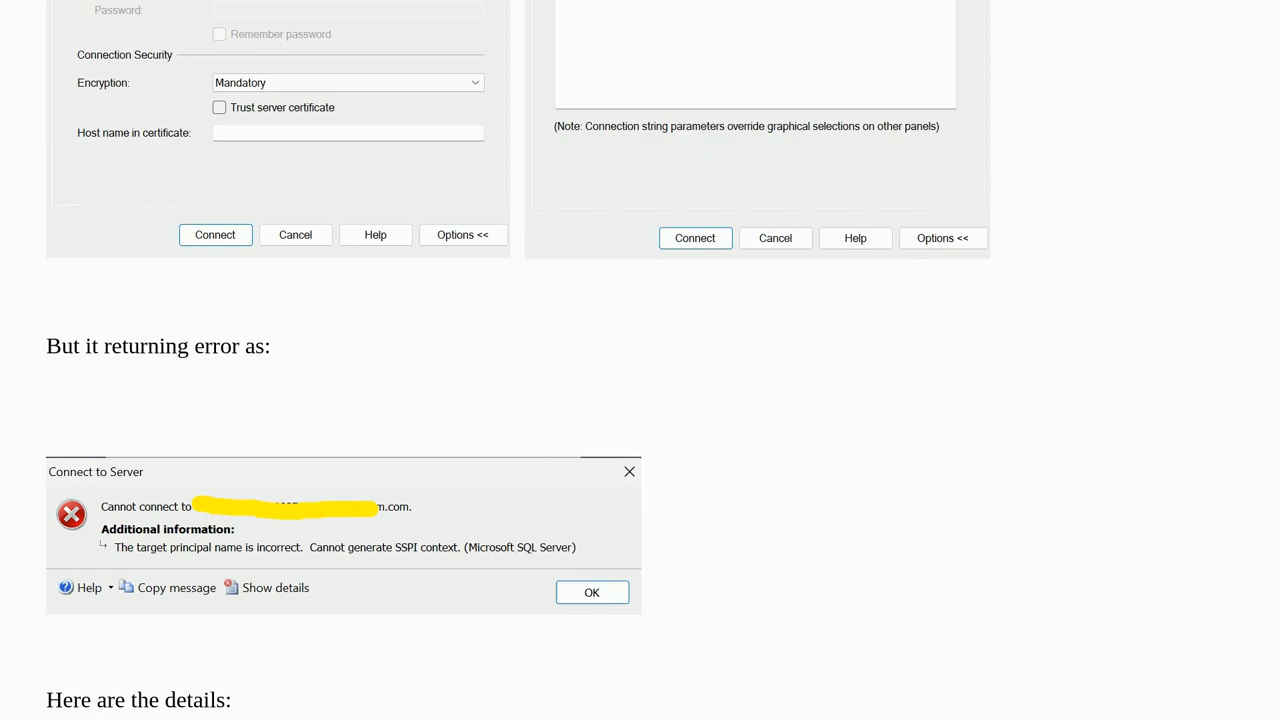 Password:
Remember password
Connection Security
Encryption: Mandatory
Trust server certificate
Host name in certificate:
(Note: Connection string parameters override graphical selections on other panels)
Connect Cancel Help Options <<
Connect Cancel Help Options <<
But it returning error as:
Connect to Server
Cannot connect to m.com.
Additional information:
The target principal name is incorrect. Cannot generate SSPI context. (Microsoft SQL Server)
Help Copy message Show details
OK
Here are the details: